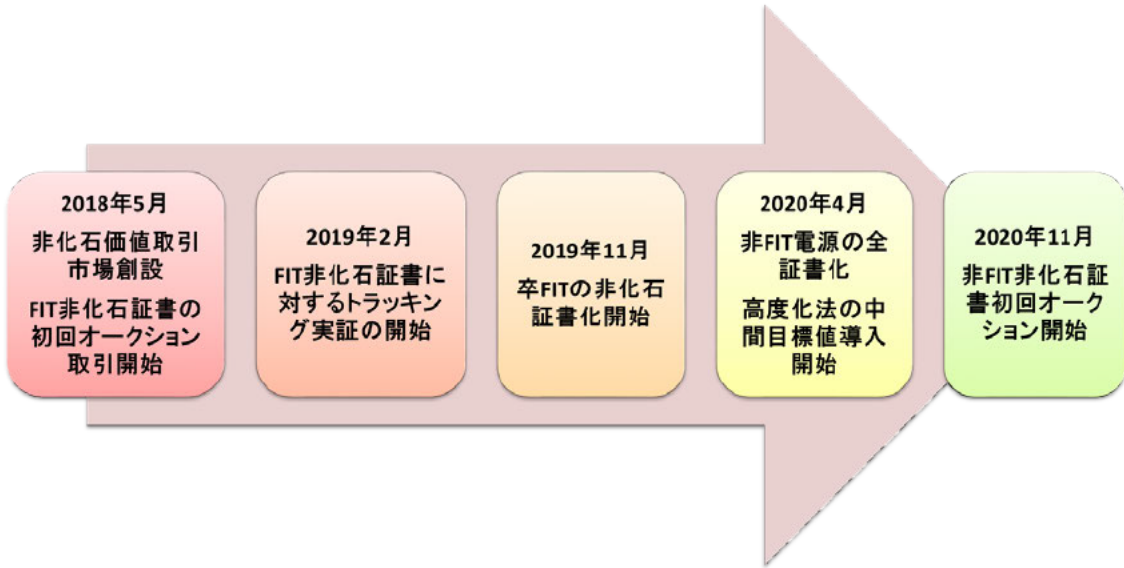 2018年5月
非化石価値取引
市場創設
FIT非化石証書の
初回オークション
取引開始
2019年2月
FIT非化石証書に
対するトラッキン
グ実証の開始
2019年11月
卒FITの非化石
証書化開始
2020年4月
非FIT電源の全
証書化
高度化法の中
間目標値導入
開始
2020年11月
非FIT非化石証
書初回オーク
ション開始